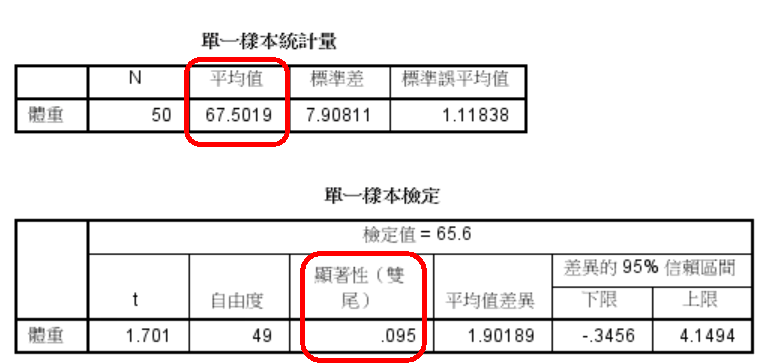 單一樣本統計量
N 平均值 標準差 標準誤平均值
體重 50 67.5019 7.90811 1.11838
單一樣本檢定
檢定值 = 65.6
差異的 95% 信賴區間
t 自由度 顯著性（雙
尾） 平均值差異 下限 上限
體重 1.701 49 .095 1.90189 -.3456 4.1494